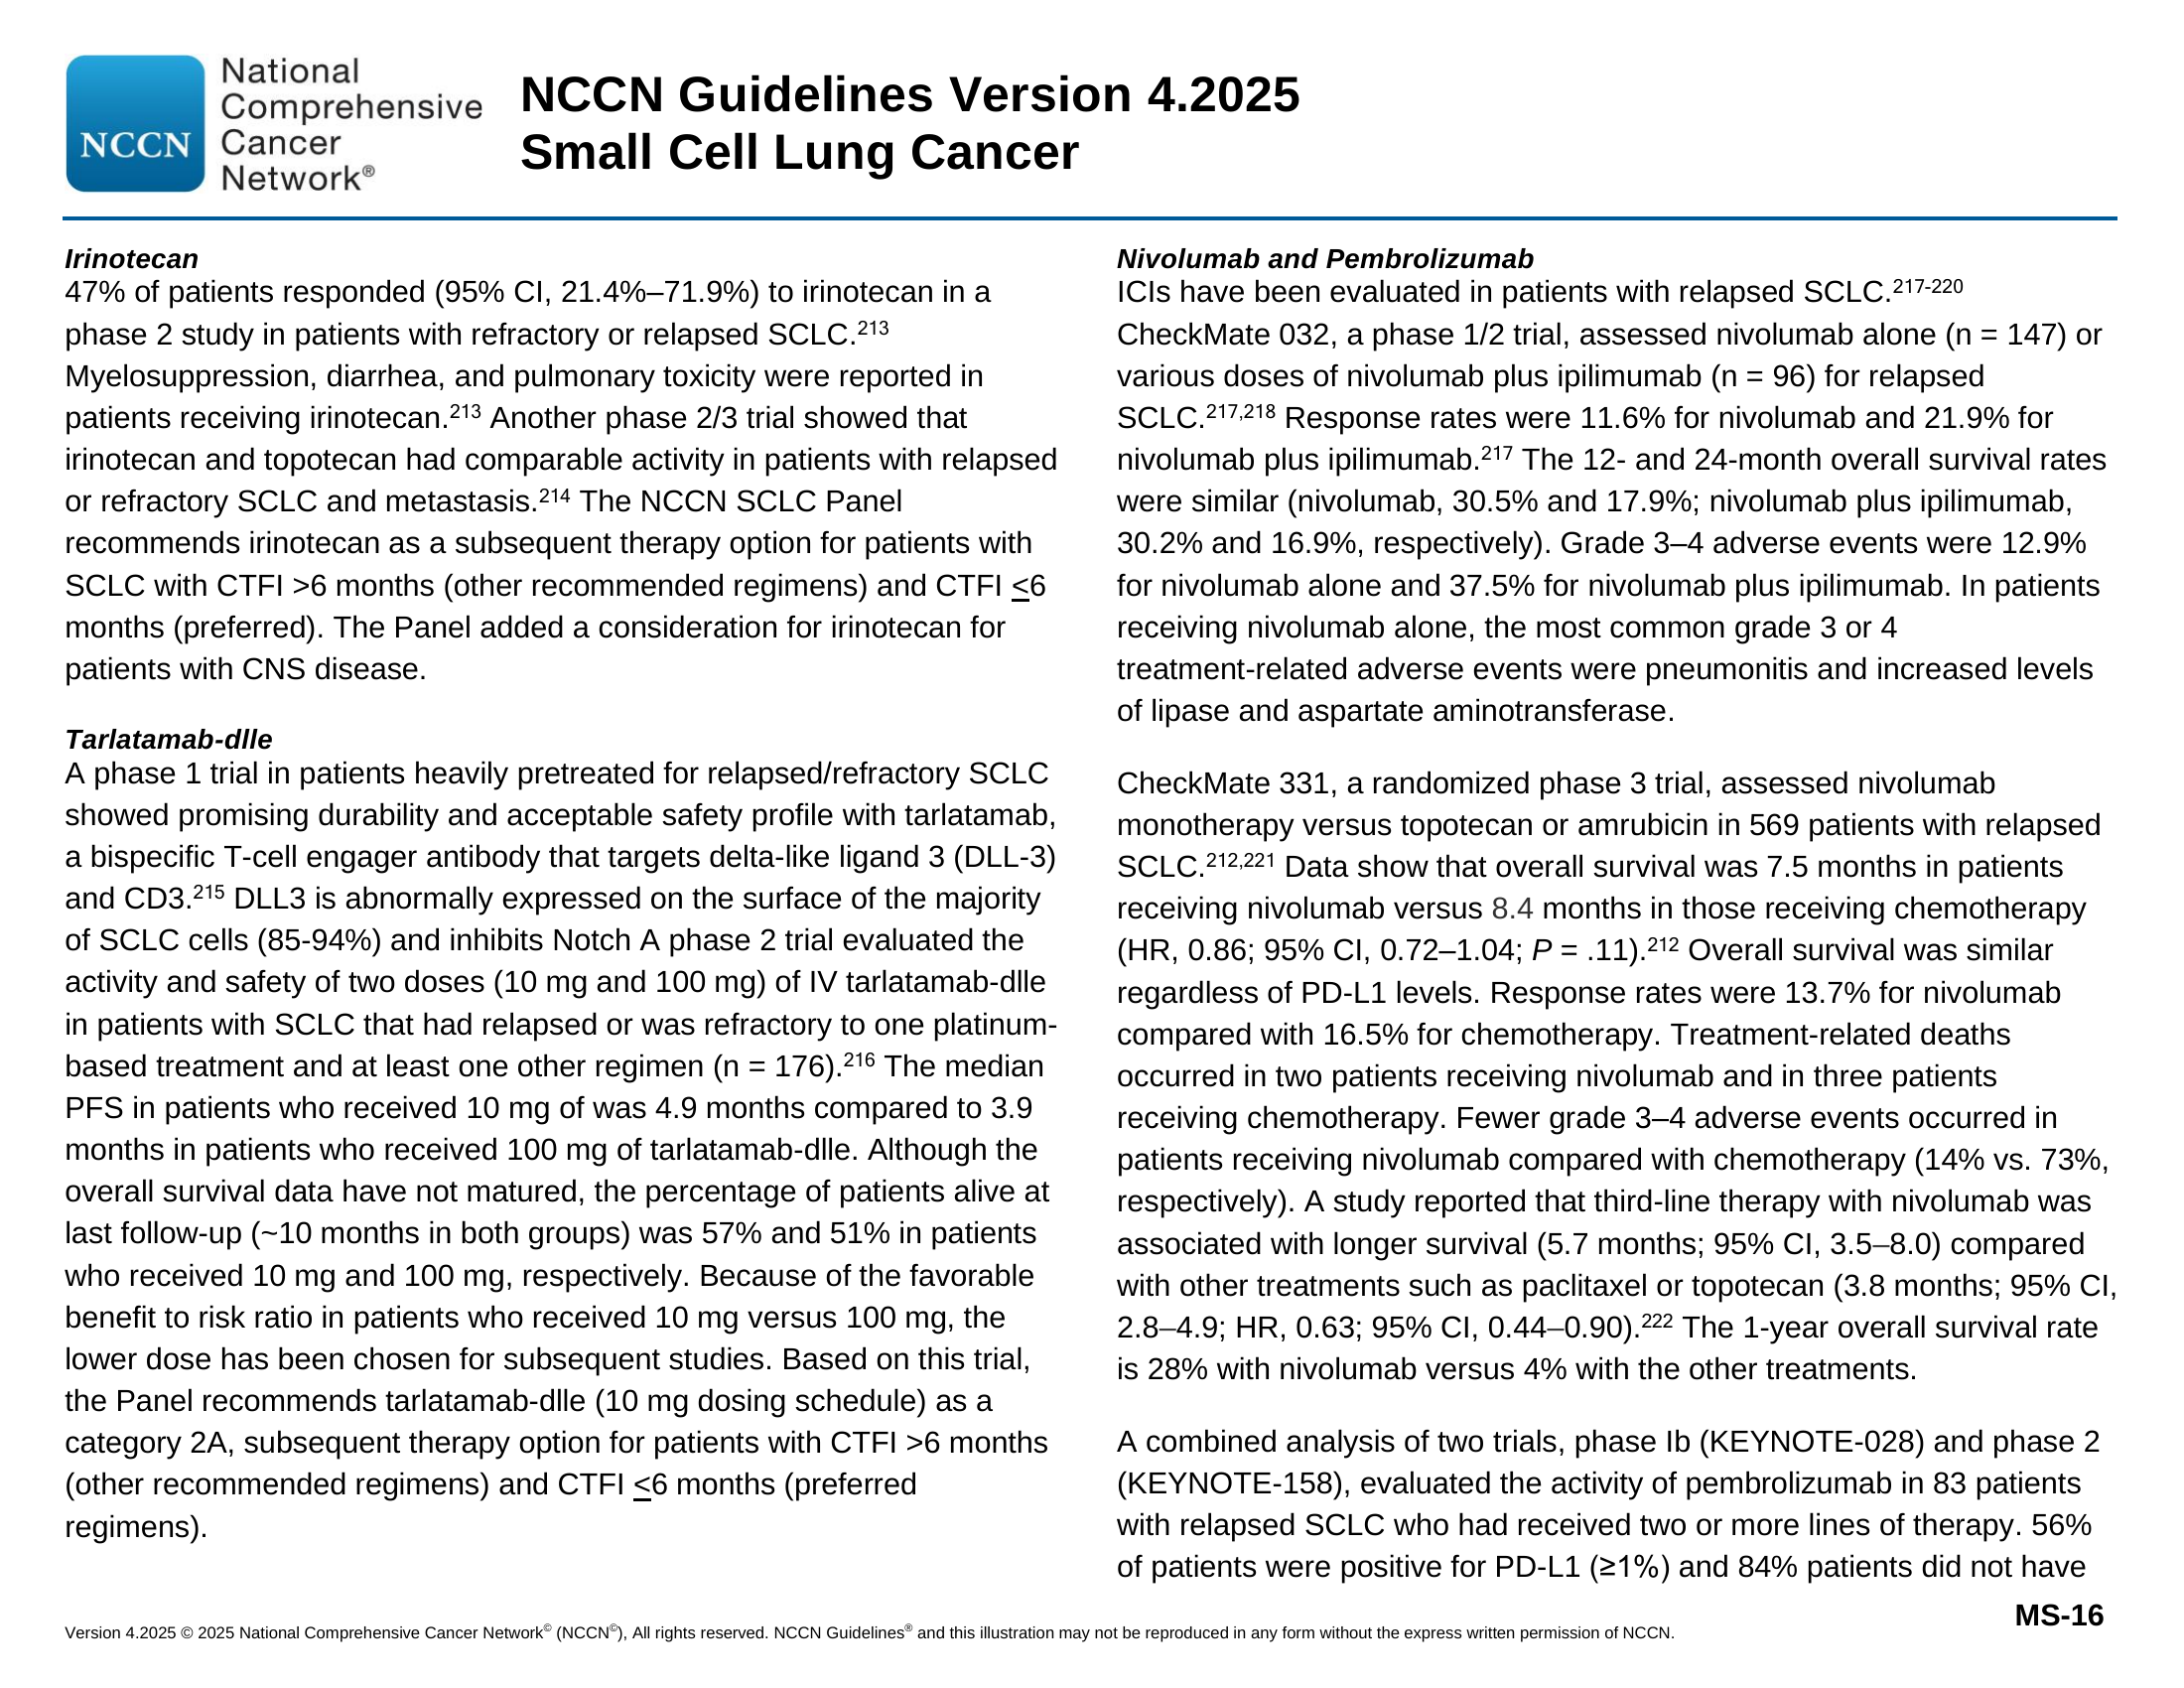 NCCN
National
Comprehensive
Cancer
Network®
NCCN Guidelines Version 4.2025
Small Cell Lung Cancer
Irinotecan
47% of patients responded (95% CI, 21.4%–71.9%) to irinotecan in a
phase 2 study in patients with refractory or relapsed SCLC.213
Myelosuppression, diarrhea, and pulmonary toxicity were reported in
patients receiving irinotecan.213 Another phase 2/3 trial showed that
irinotecan and topotecan had comparable activity in patients with relapsed
or refractory SCLC and metastasis.214 The NCCN SCLC Panel
recommends irinotecan as a subsequent therapy option for patients with
SCLC with CTFI >6 months (other recommended regimens) and CTFI <6
months (preferred). The Panel added a consideration for irinotecan for
patients with CNS disease.
Tarlatamab-dlle
A phase 1 trial in patients heavily pretreated for relapsed/refractory SCLC
showed promising durability and acceptable safety profile with tarlatamab,
a bispecific T-cell engager antibody that targets delta-like ligand 3 (DLL-3)
and CD3.215 DLL3 is abnormally expressed on the surface of the majority
of SCLC cells (85-94%) and inhibits Notch A phase 2 trial evaluated the
activity and safety of two doses (10 mg and 100 mg) of IV tarlatamab-dlle
in patients with SCLC that had relapsed or was refractory to one platinum-
based treatment and at least one other regimen (n = 176).216 The median
PFS in patients who received 10 mg of was 4.9 months compared to 3.9
months in patients who received 100 mg of tarlatamab-dlle. Although the
overall survival data have not matured, the percentage of patients alive at
last follow-up (~10 months in both groups) was 57% and 51% in patients
who received 10 mg and 100 mg, respectively. Because of the favorable
benefit to risk ratio in patients who received 10 mg versus 100 mg, the
lower dose has been chosen for subsequent studies. Based on this trial,
the Panel recommends tarlatamab-dlle (10 mg dosing schedule) as a
category 2A, subsequent therapy option for patients with CTFI >6 months
(other recommended regimens) and CTFI <6 months (preferred
regimens).
Nivolumab and Pembrolizumab
ICIs have been evaluated in patients with relapsed SCLC.217-220
CheckMate 032, a phase 1/2 trial, assessed nivolumab alone (n = 147) or
various doses of nivolumab plus ipilimumab (n = 96) for relapsed
SCLC.217,218 Response rates were 11.6% for nivolumab and 21.9% for
nivolumab plus ipilimumab.217 The 12- and 24-month overall survival rates
were similar (nivolumab, 30.5% and 17.9%; nivolumab plus ipilimumab,
30.2% and 16.9%, respectively). Grade 3–4 adverse events were 12.9%
for nivolumab alone and 37.5% for nivolumab plus ipilimumab. In patients
receiving nivolumab alone, the most common grade 3 or 4
treatment-related adverse events were pneumonitis and increased levels
of lipase and aspartate aminotransferase.
CheckMate 331, a randomized phase 3 trial, assessed nivolumab
monotherapy versus topotecan or amrubicin in 569 patients with relapsed
SCLC.212,221 Data show that overall survival was 7.5 months in patients
receiving nivolumab versus 8.4 months in those receiving chemotherapy
(HR, 0.86; 95% CI, 0.72–1.04; P = .11).212 Overall survival was similar
regardless of PD-L1 levels. Response rates were 13.7% for nivolumab
compared with 16.5% for chemotherapy. Treatment-related deaths
occurred in two patients receiving nivolumab and in three patients
receiving chemotherapy. Fewer grade 3–4 adverse events occurred in
patients receiving nivolumab compared with chemotherapy (14% vs. 73%,
respectively). A study reported that third-line therapy with nivolumab was
associated with longer survival (5.7 months; 95% CI, 3.5–8.0) compared
with other treatments such as paclitaxel or topotecan (3.8 months; 95% CI,
2.8–4.9; HR, 0.63; 95% CI, 0.44–0.90).222 The 1-year overall survival rate
is 28% with nivolumab versus 4% with the other treatments.
A combined analysis of two trials, phase Ib (KEYNOTE-028) and phase 2
(KEYNOTE-158), evaluated the activity of pembrolizumab in 83 patients
with relapsed SCLC who had received two or more lines of therapy. 56%
of patients were positive for PD-L1 (≥1%) and 84% patients did not have
MS-16
Version 4.2025 © 2025 National Comprehensive Cancer Network© (NCCN©), All rights reserved. NCCN Guidelines® and this illustration may not be reproduced in any form without the express written permission of NCCN.